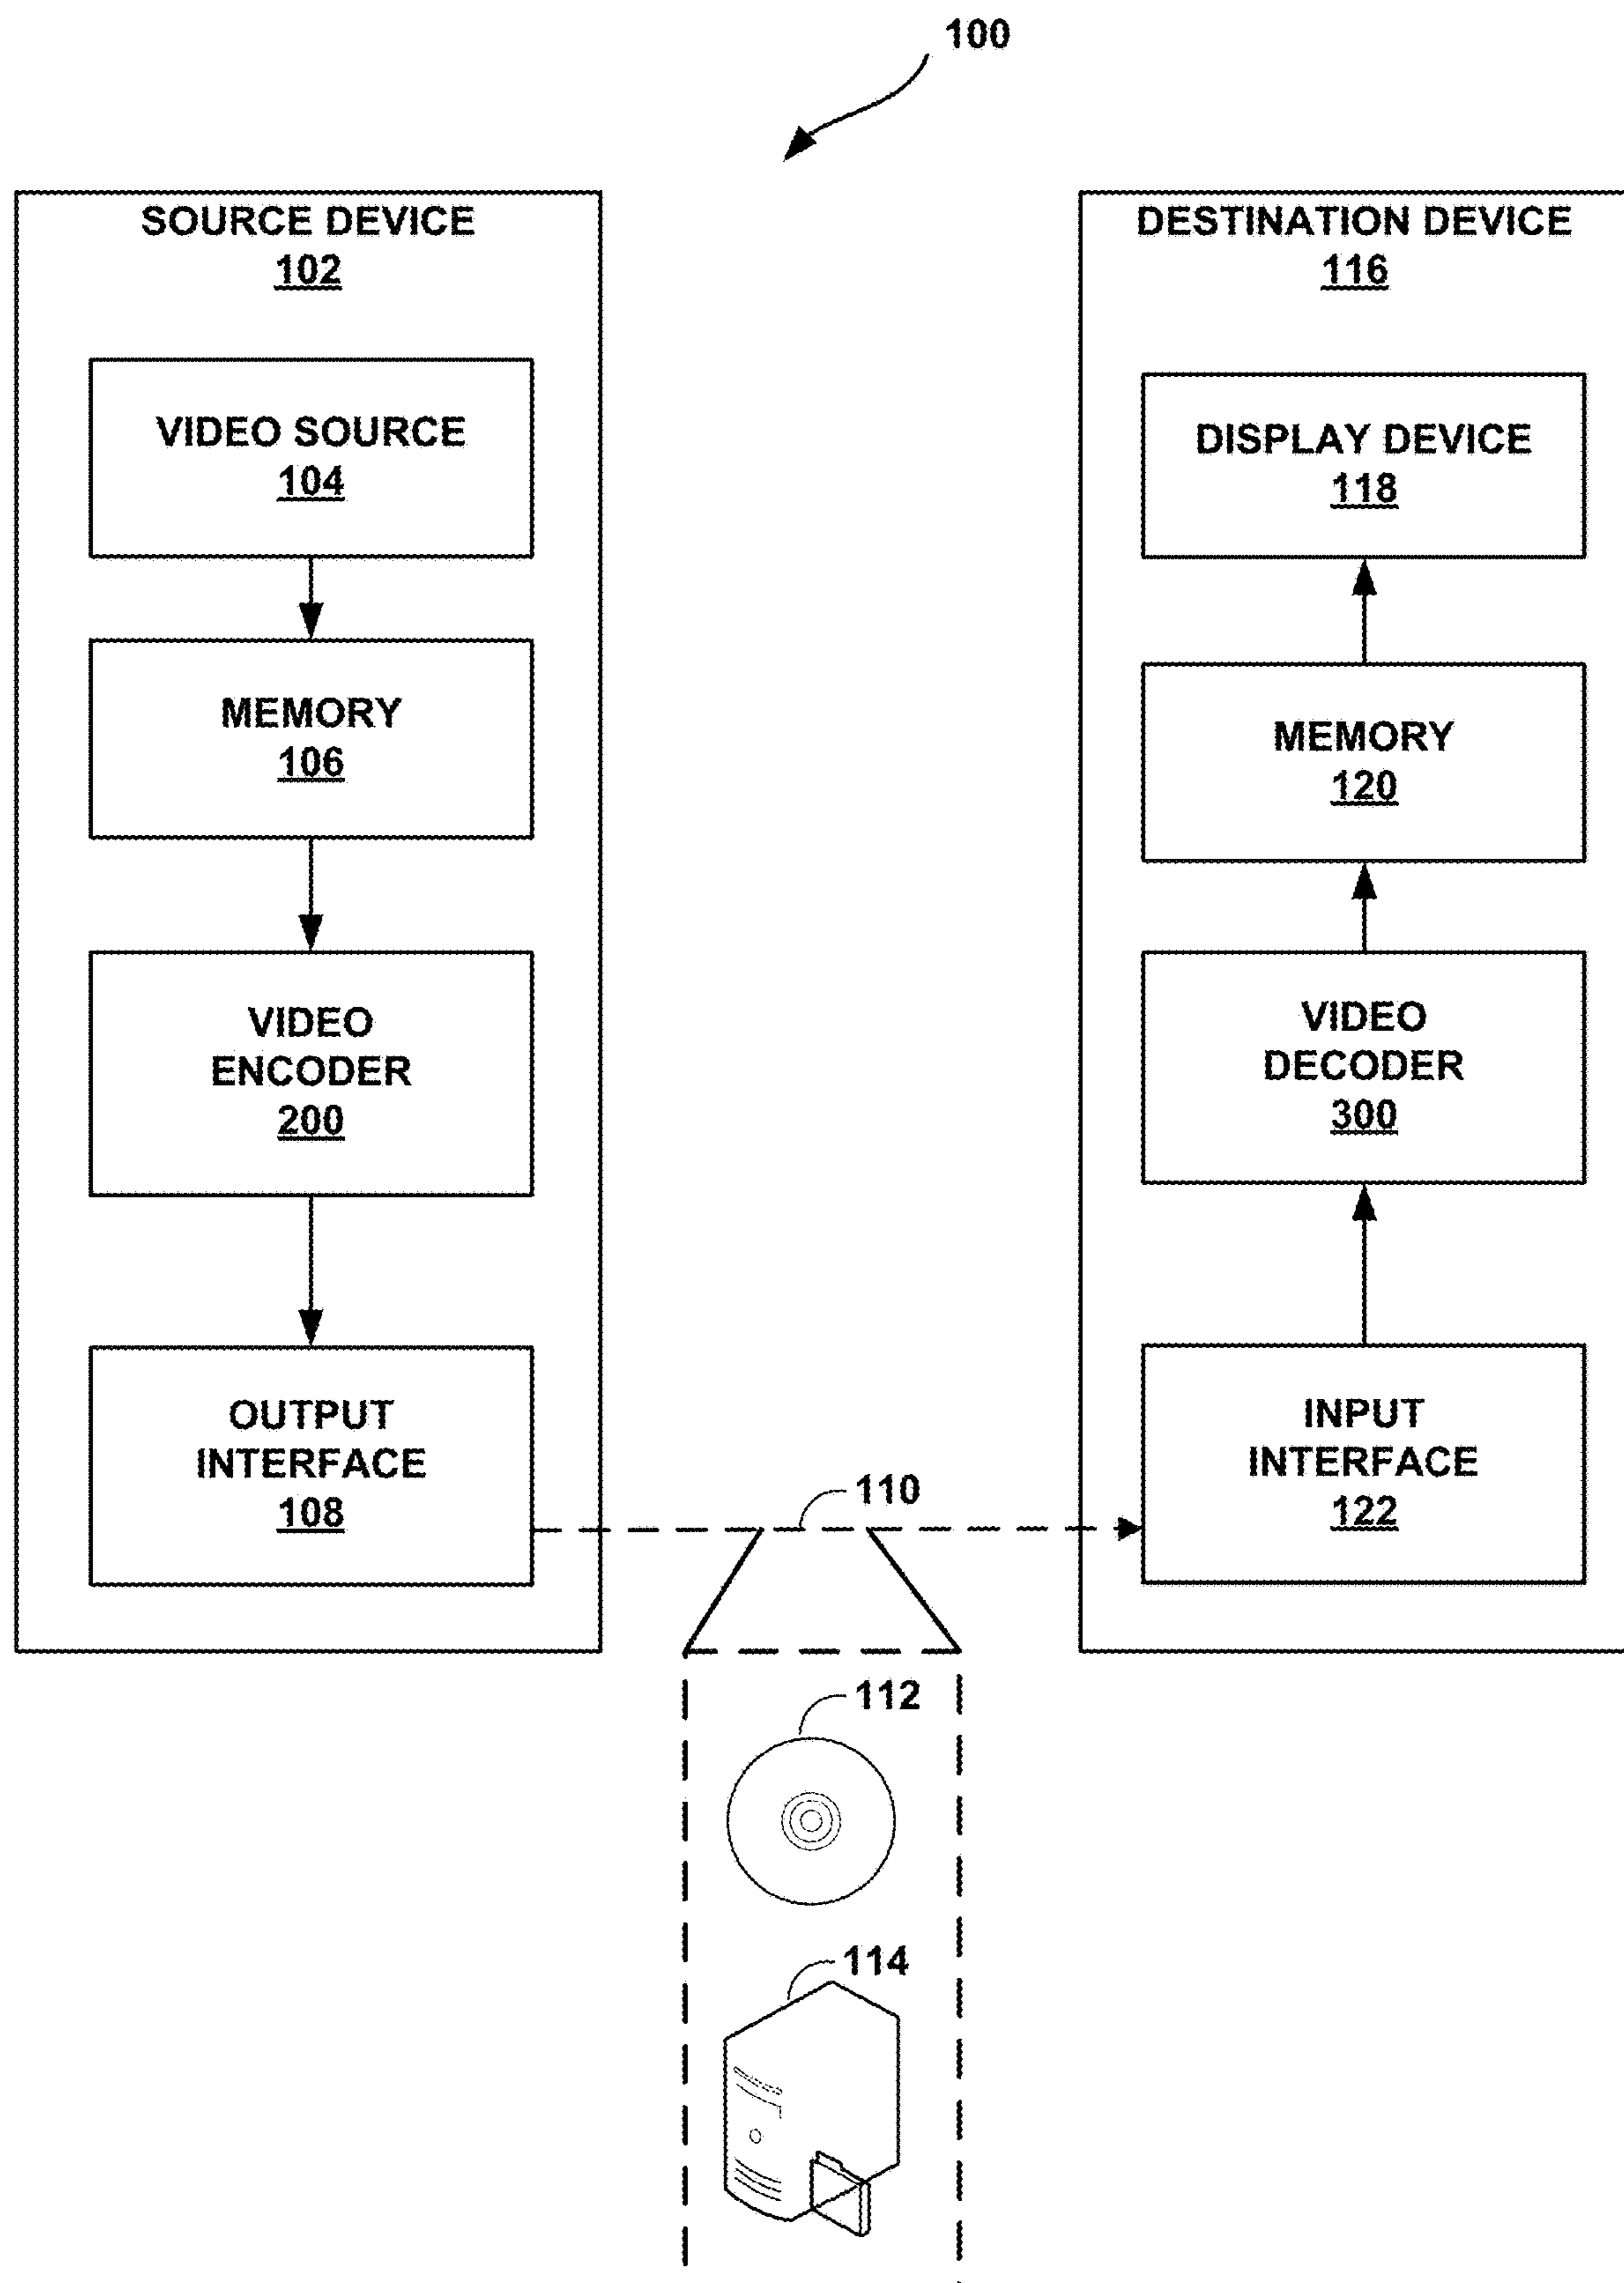 100
SOURCE DEVICE
102
VIDEO SOURCE
104
MEMORY
106
VIDEO
ENCODER
200
OUTPUT
INTERFACE
108
110
112
114
DESTINATION DEVICE
116
DISPLAY DEVICE
118
MEMORY
120
VIDEO
DECODER
300
INPUT
INTERFACE
122